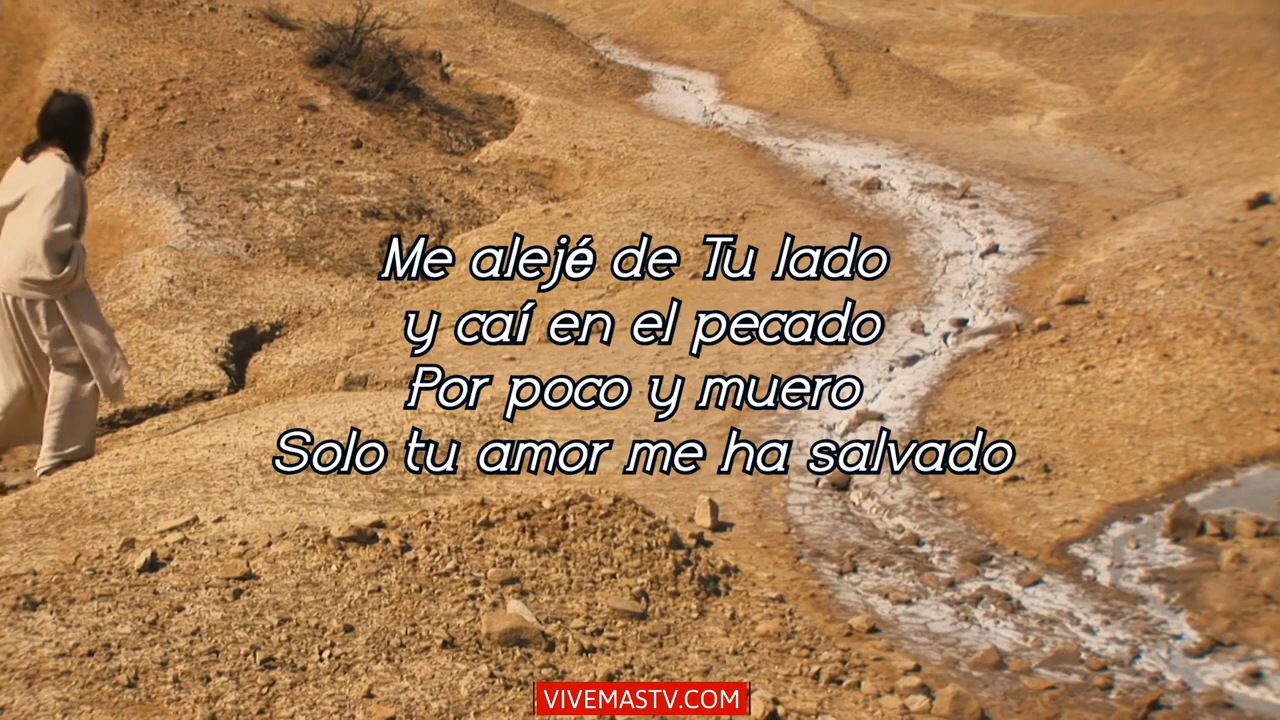 Me alejé de Tu lado
y caí en el pecado
Por poco y muero
Solo tu amor me ha salvado
VIVEMASTV.COM